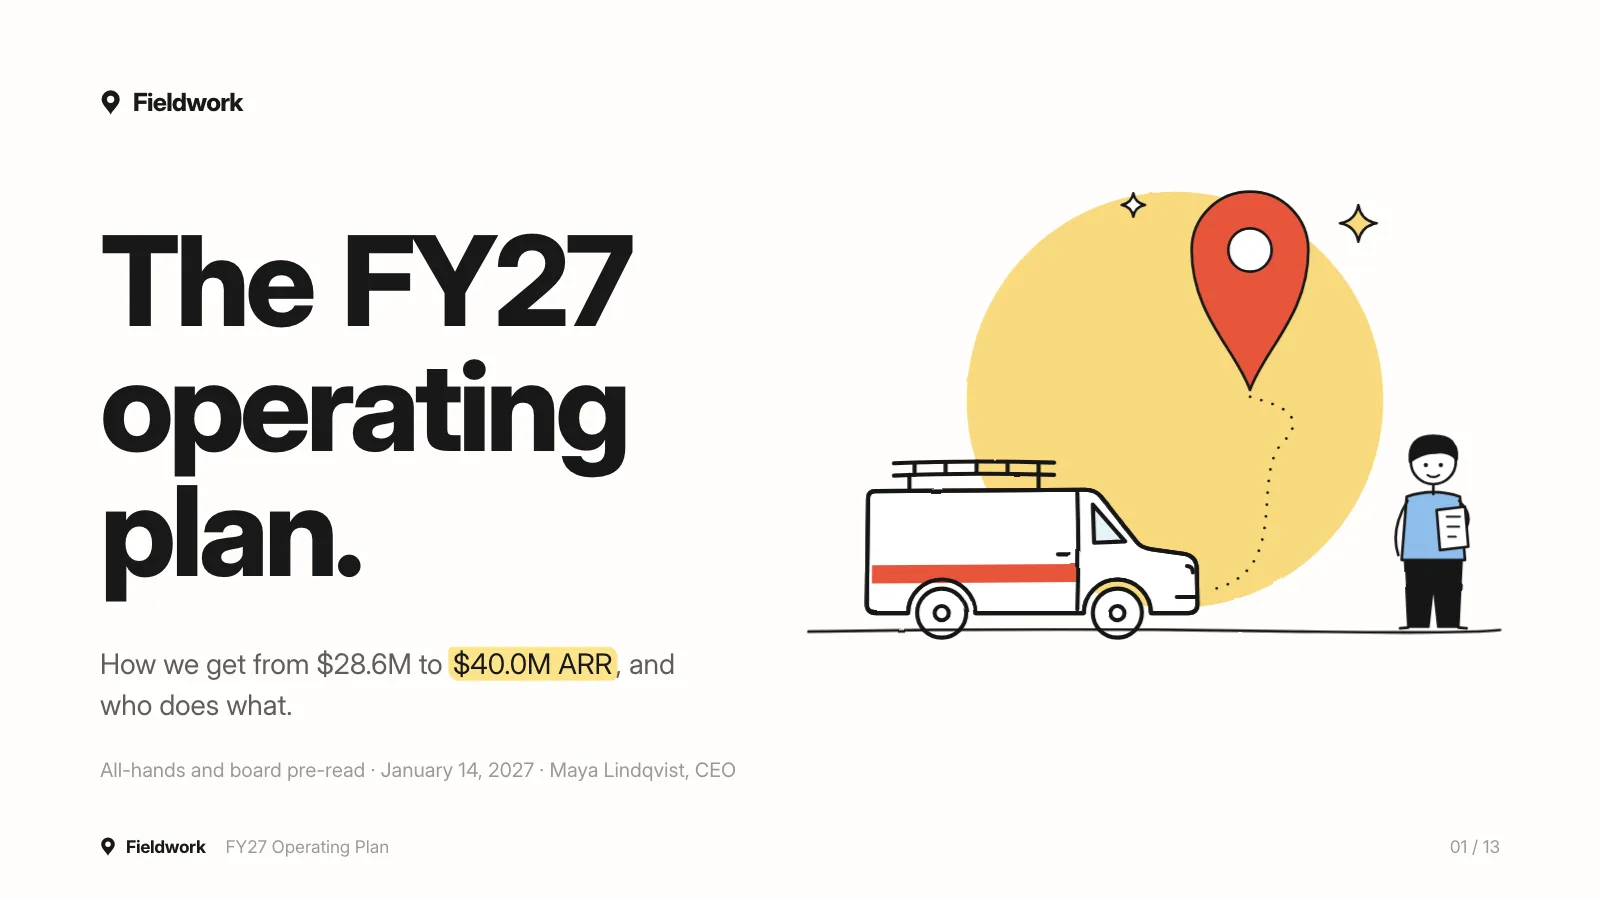 Fieldwork
The FY27
operating
plan.
How we get from $28.6M to $40.0M ARR, and
who does what.
All-hands and board pre-read · January 14, 2027 · Maya Lindqvist, CEO
Fieldwork FY27 Operating Plan
01 / 13